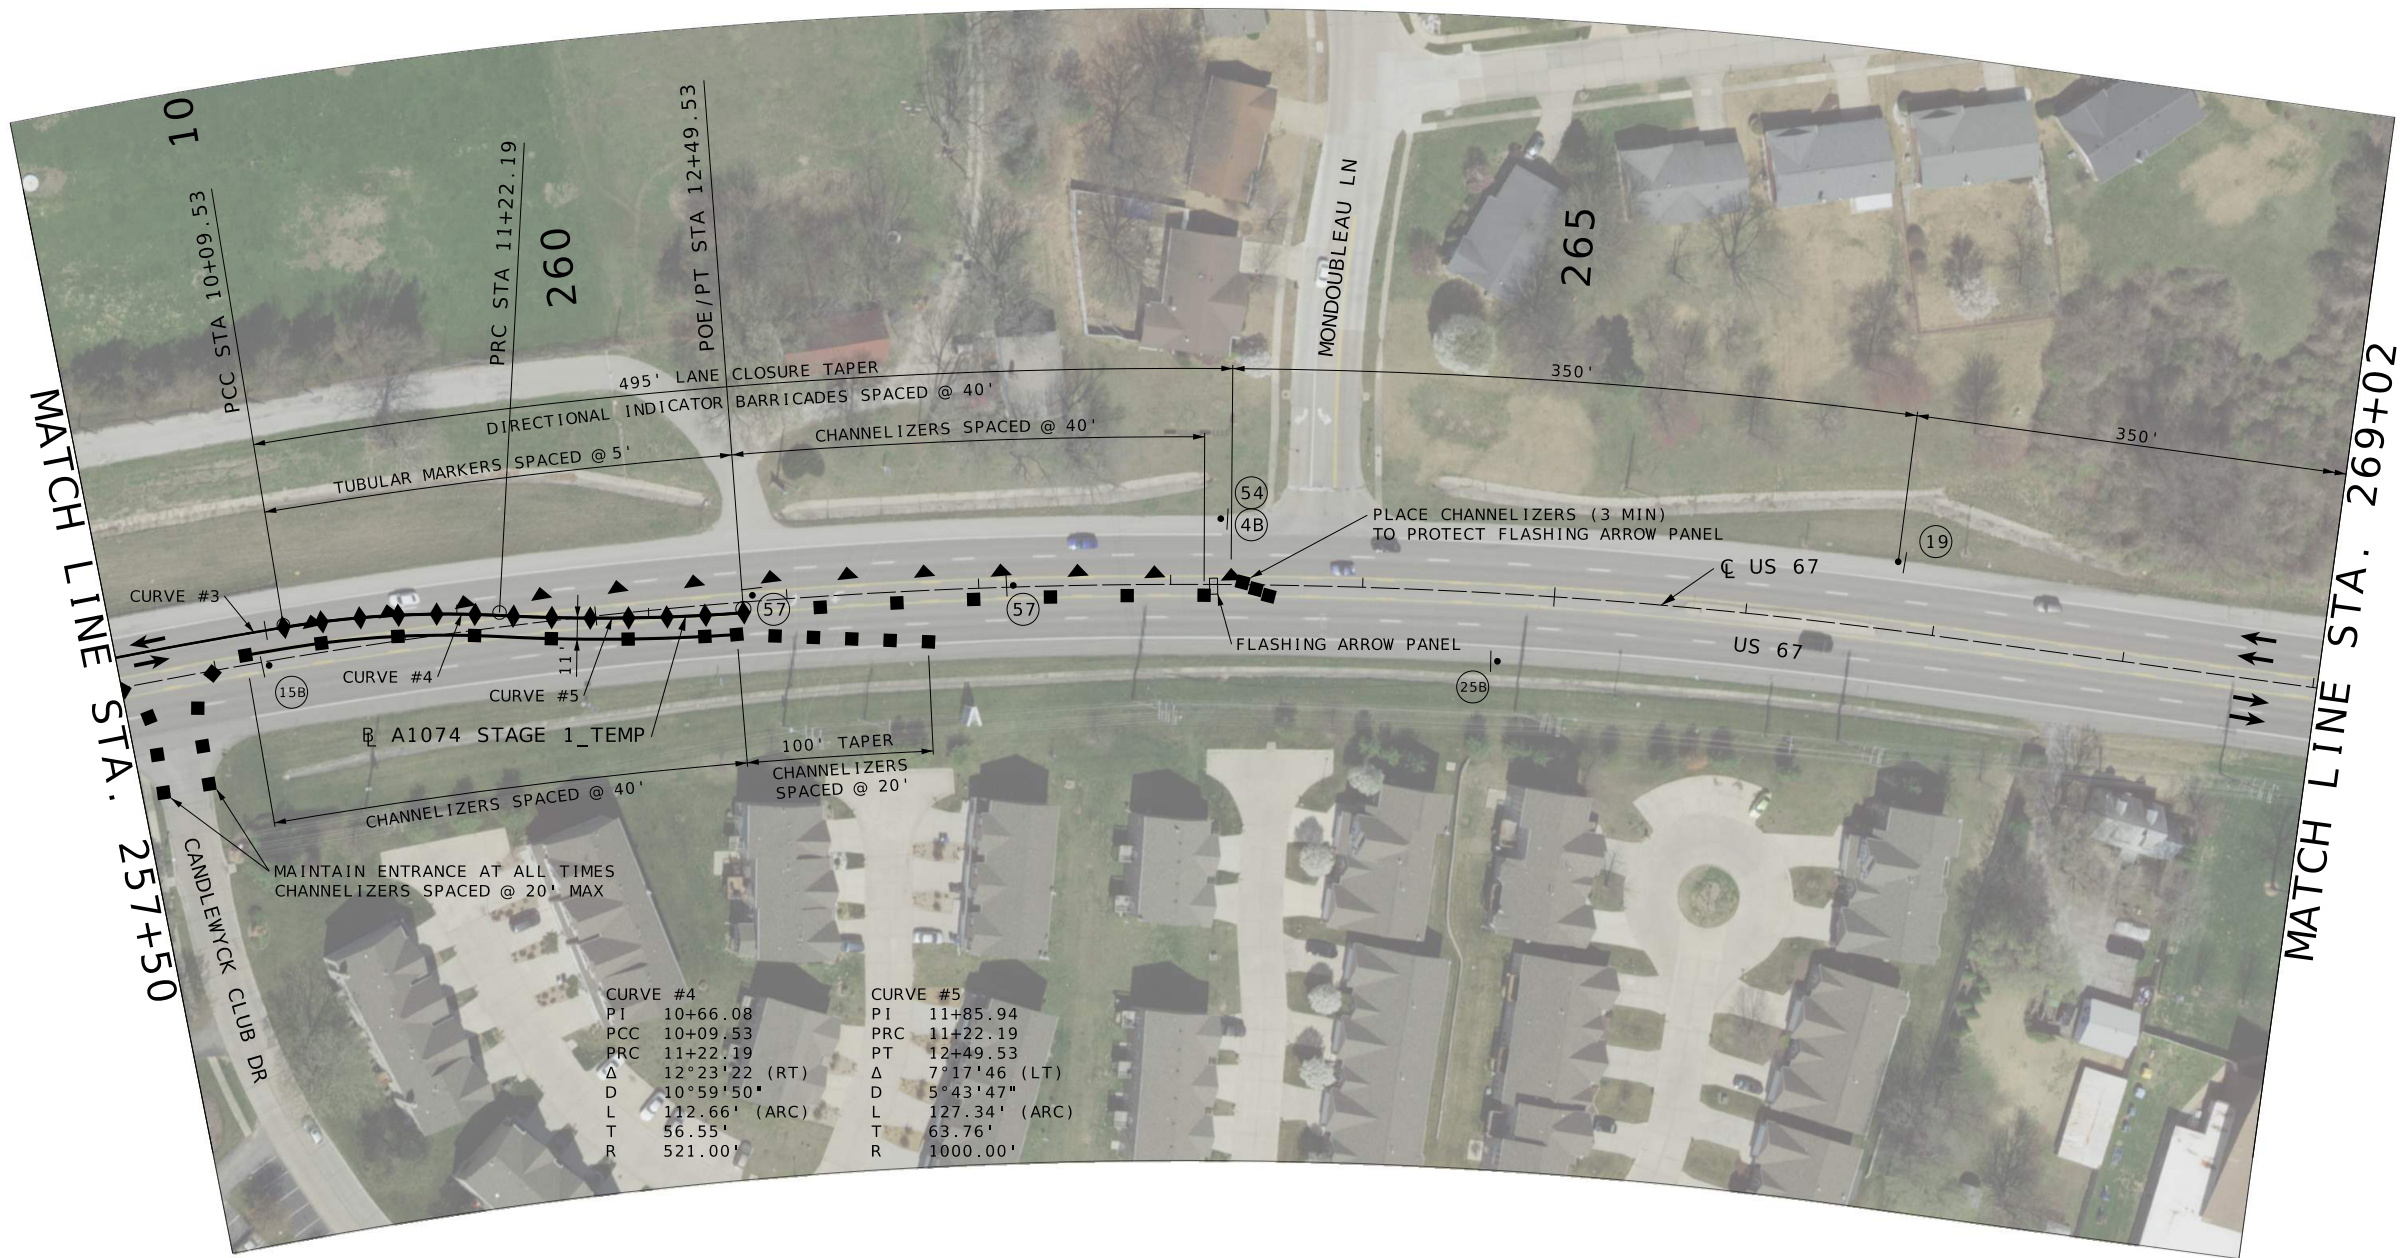 10
PCC STA 10+09.53
PRC STA 11+22.19
260
POE/PT STA 12+49.53
MONDOUBLEAU LN
265
495' LANE CLOSURE TAPER
DIRECTIONAL INDICATOR BARRICADES SPACED @ 40'
350'
350'
TUBULAR MARKERS SPACED @ 5'
CHANNELIZERS SPACED @ 40'
MATCH LINE STA. 257+50
MATCH LINE STA. 269+02
54
4B
PLACE CHANNELIZERS (3 MIN)
TO PROTECT FLASHING ARROW PANEL
19
℄ US 67
CURVE #3
57
57
FLASHING ARROW PANEL
US 67
11'
CURVE #4
15B
CURVE #5
25B
BL A1074 STAGE 1_TEMP
100' TAPER
CHANNELIZERS
SPACED @ 20'
CHANNELIZERS SPACED @ 40'
MAINTAIN ENTRANCE AT ALL TIMES
CHANNELIZERS SPACED @ 20' MAX
CANDLEWYCK CLUB DR
CURVE #4
PI 10+66.08
PCC 10+09.53
PRC 11+22.19
Δ 12°23'22 (RT)
D 10°59'50"
L 112.66' (ARC)
T 56.55'
R 521.00'
CURVE #5
PI 11+85.94
PRC 11+22.19
PT 12+49.53
Δ 7°17'46 (LT)
D 5°43'47"
L 127.34' (ARC)
T 63.76'
R 1000.00'